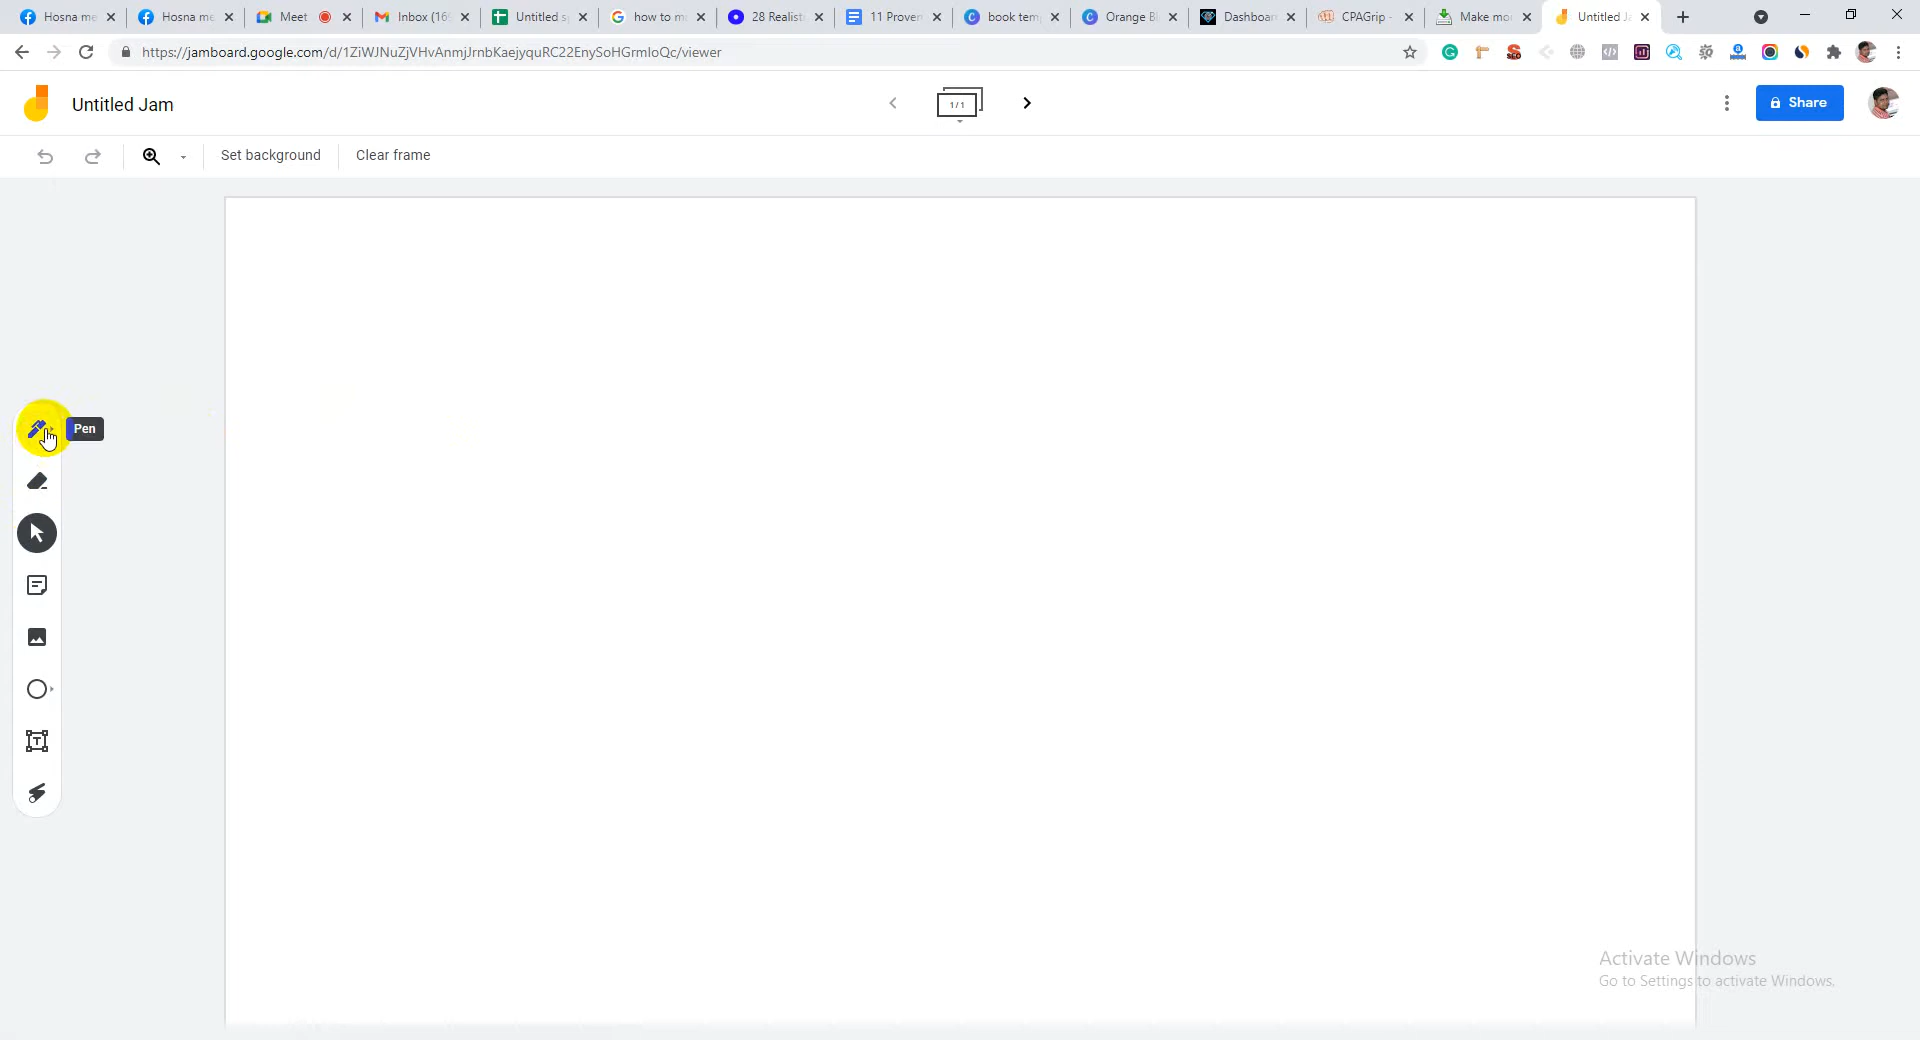 Hosna me
Hosna me
Meet
Inbox (16
Untitled s
how to m
28 Realist
11 Proven
book tem
Orange B
Dashboar
CPAGrip -
Make mo
Untitled Ja
https://jamboard.google.com/d/1ZiWJNuZjVHvAnmjJrnbKaejyquRC22EnySoHGrmloQc/viewer
Untitled Jam
1 / 1
Share
Set background
Clear frame
Pen
Activate Windows
Go to Settings to activate Windows.